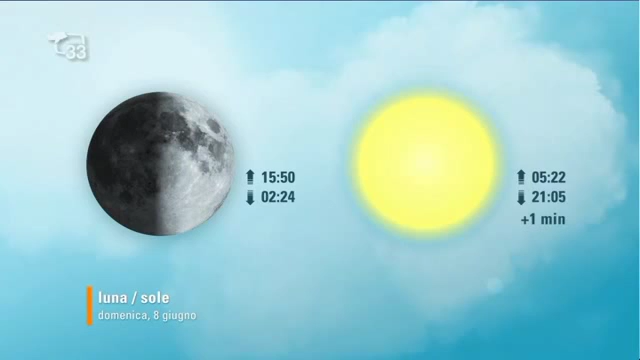 33
15:50
02:24
05:22
21:05
+1 min
luna / sole
domenica, 8 giugno